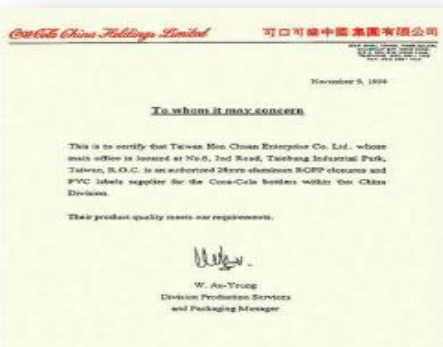 Coca-Cola China Holdings Limited 可口可樂中國集團有限公司
November 9, 1994
To whom it may concern
This is to certify that Taiwan Hon Chuan Enterprise Co. Ltd., whose
main office is located at No.6, 2nd Road, Taichung Industrial Park,
Taiwan, R.O.C. is an authorized 28mm aluminum ROPP closures and
PVC labels supplier for the Coca-Cola bottlers within the China
Division.
Their product quality meets our requirements.
W. Au-Yeung
Division Production Services
and Packaging Manager